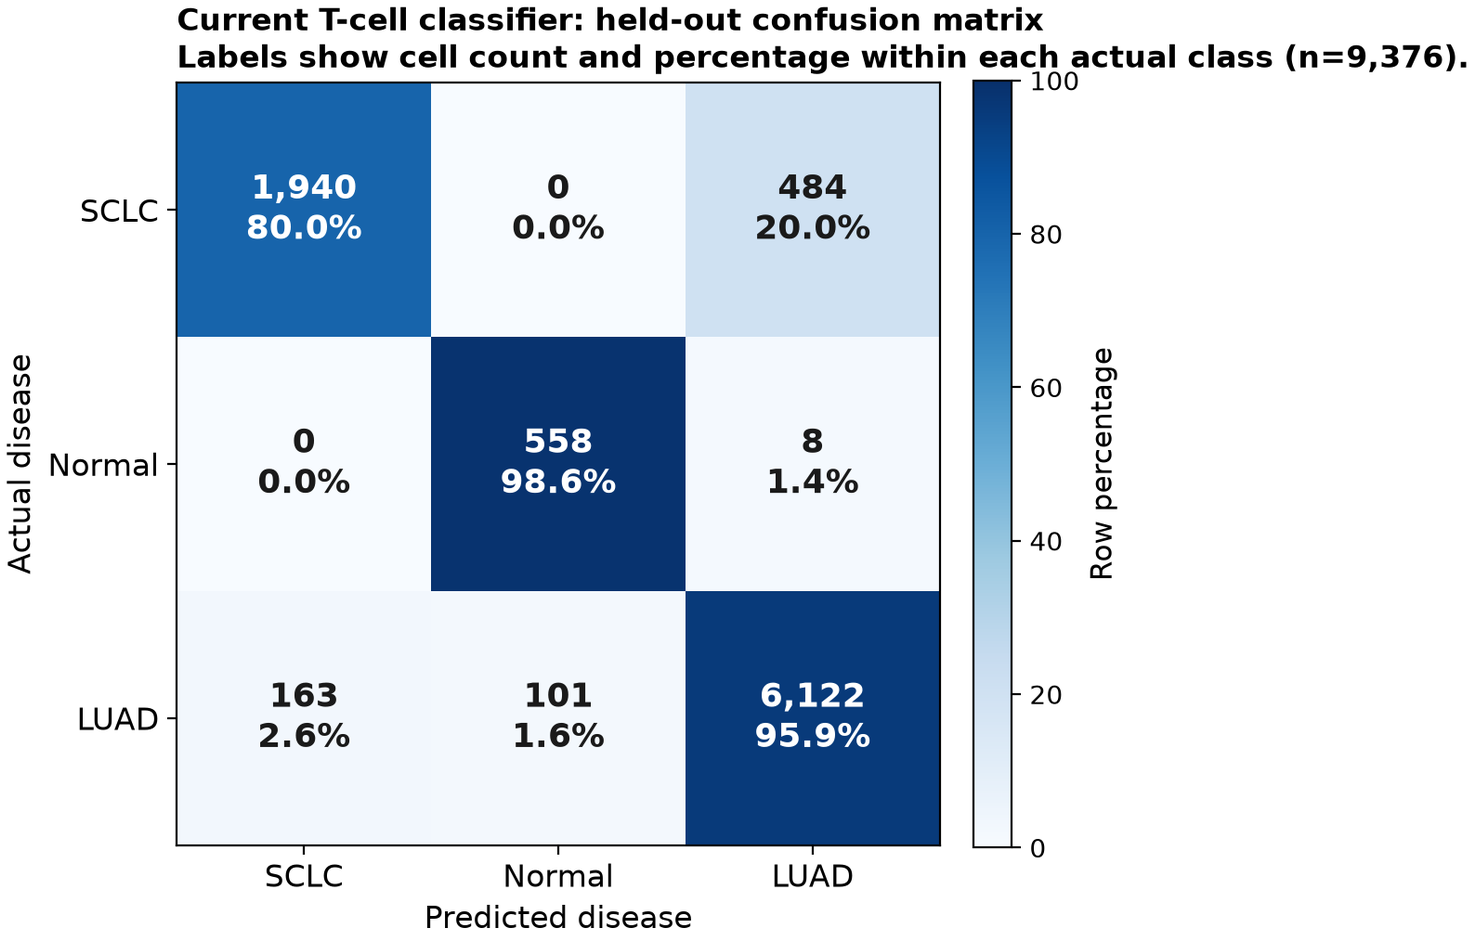 Current T-cell classifier: held-out confusion matrix
Labels show cell count and percentage within each actual class (n=9,376).
100
80
60
40
20
0
Row percentage
Actual disease
SCLC
1,940
80.0%
0
0.0%
484
20.0%
Normal
0
0.0%
558
98.6%
8
1.4%
LUAD
163
2.6%
101
1.6%
6,122
95.9%
SCLC
Normal
LUAD
Predicted disease